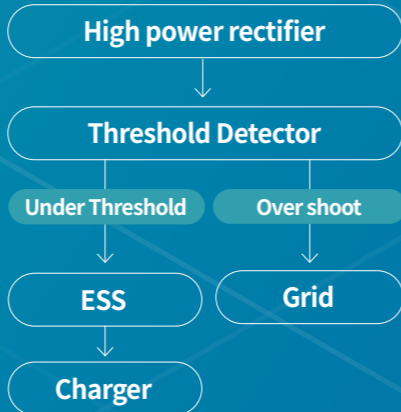 High power rectifier
Threshold Detector
Under Threshold
Over shoot
ESS
Grid
Charger